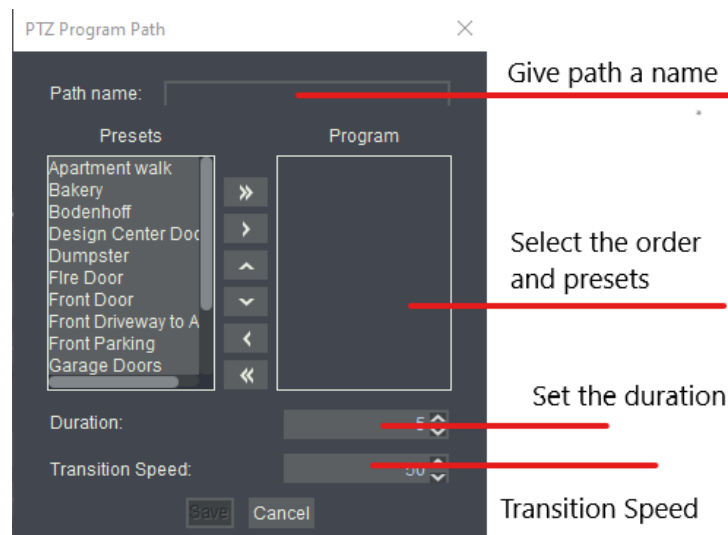 PTZ Program Path
Path name:
Give path a name
Presets
Program
Apartment walk
Bakery
Bodenhoff
Design Center Doo
Dumpster
FIre Door
Front Door
Front Driveway to A
Front Parking
Garage Doors
Select the order
and presets
Duration:
5
Set the duration
Transition Speed:
50
Transition Speed
Save
Cancel